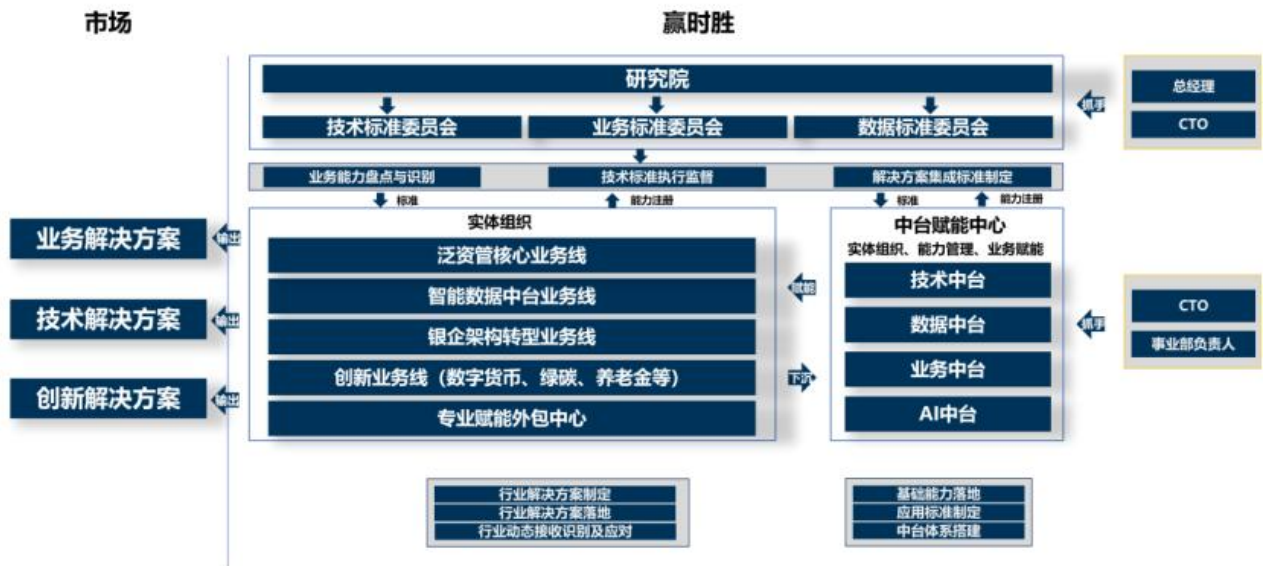 市场
赢时胜
研究院
技术标准委员会
业务标准委员会
数据标准委员会
抓手
总经理
CTO
业务能力盘点与识别
技术标准执行监督
解决方案集成标准制定
标准
能力注册
标准
能力注册
业务解决方案
技术解决方案
创新解决方案
输出
输出
输出
实体组织
泛资管核心业务线
智能数据中台业务线
银企架构转型业务线
创新业务线（数字货币、绿碳、养老金等）
专业赋能外包中心
赋能
下沉
中台赋能中心
实体组织、能力管理、业务赋能
技术中台
数据中台
业务中台
AI中台
抓手
CTO
事业部负责人
行业解决方案制定
行业解决方案落地
行业动态接收识别及应对
基础能力落地
应用标准制定
中台体系搭建